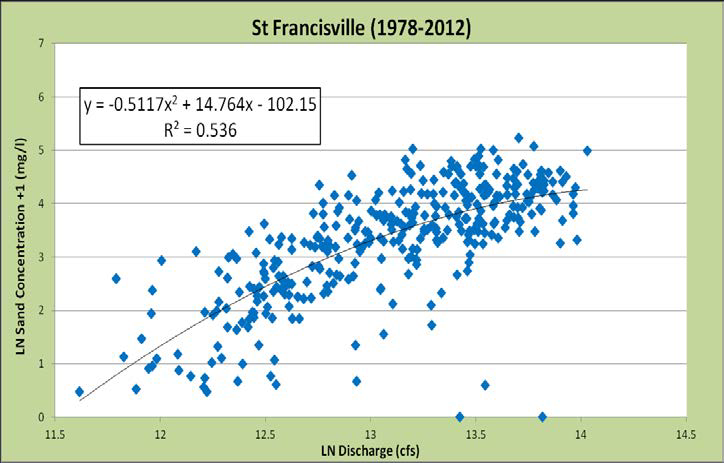 St Francisville (1978-2012)
7
6
y = -0.5117x² + 14.764x - 102.15
R² = 0.536
5
4
3
2
1
0
LN Sand Concentration +1 (mg/l)
11.5 12 12.5 13 13.5 14 14.5
LN Discharge (cfs)